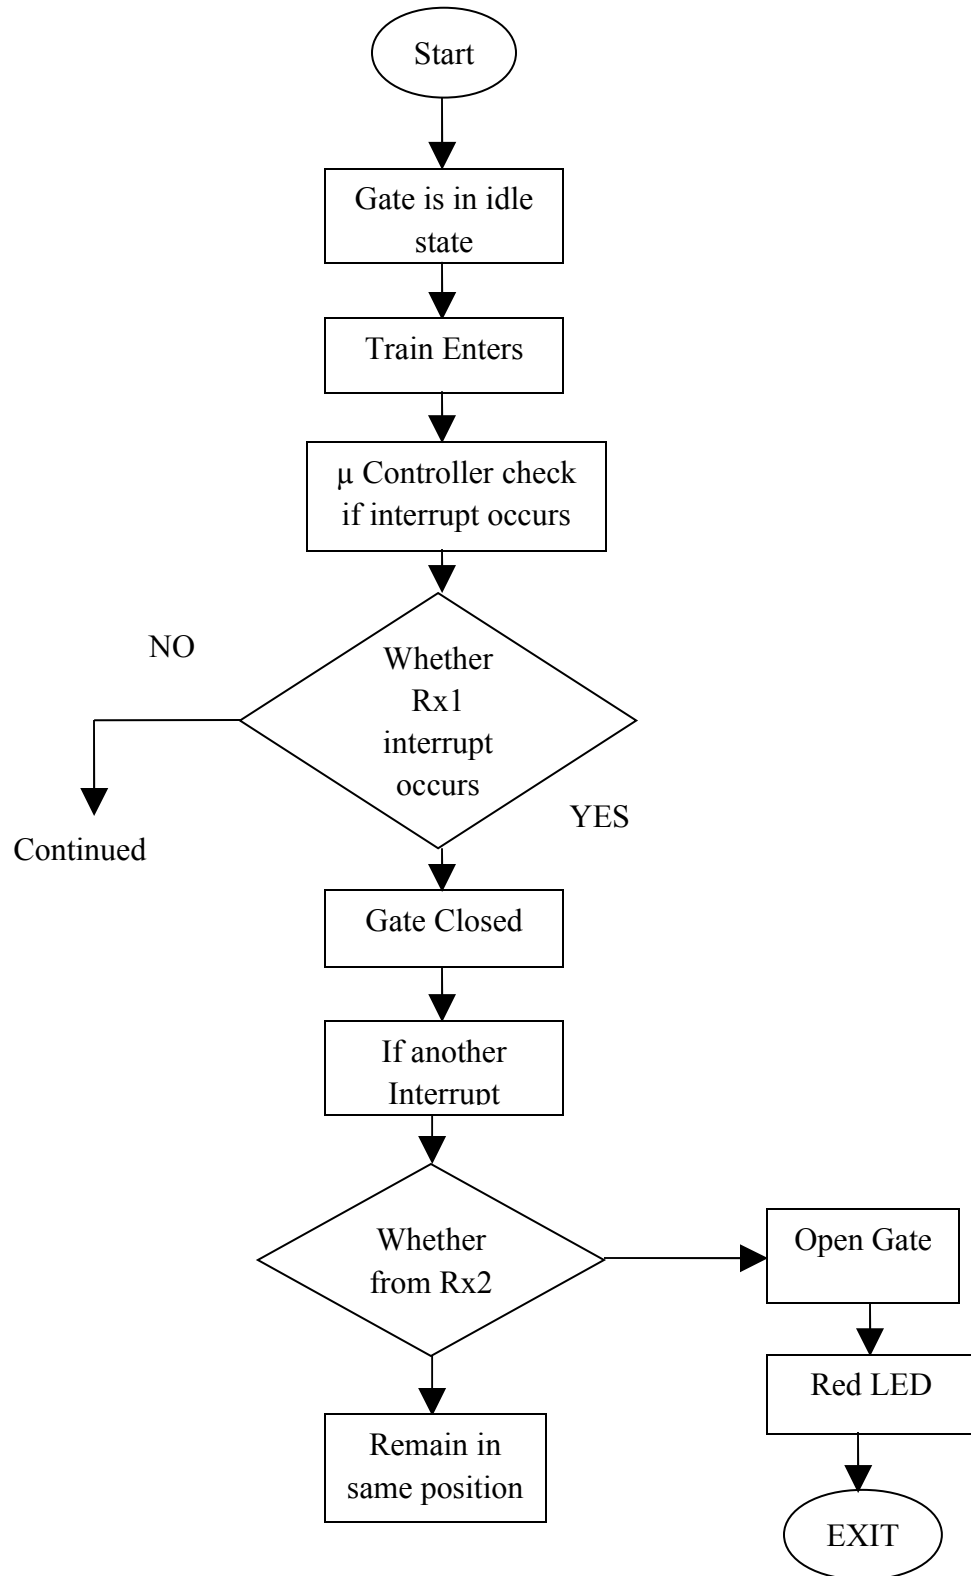 Start
Gate is in idle
state
Train Enters
µ Controller check
if interrupt occurs
NO
Whether
Rx1
interrupt
occurs
YES
Continued
Gate Closed
If another
Interrupt
Whether
from Rx2
Open Gate
Red LED
Remain in
same position
EXIT